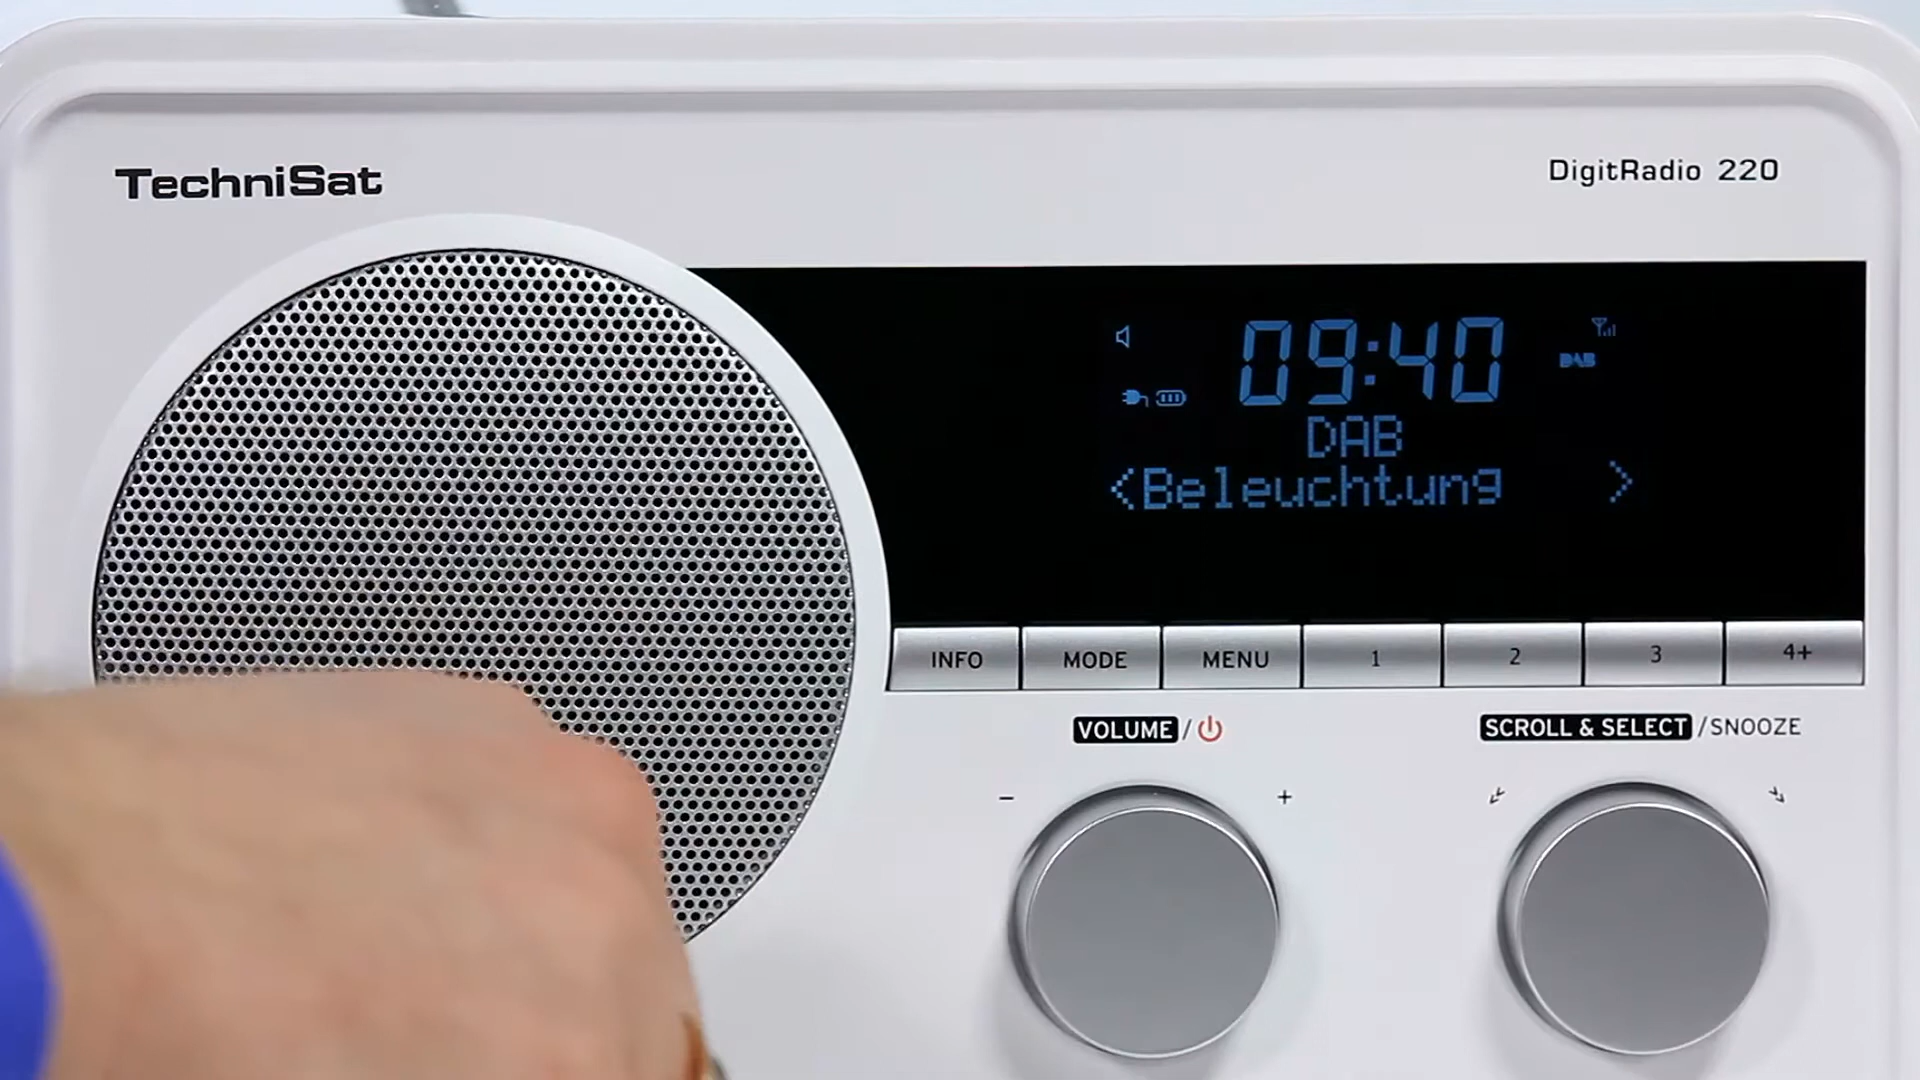 TechniSat
DigitRadio 220
09:40
DAB
DAB
<Beleuchtung >
INFO MODE MENU 1 2 3 4+
VOLUME/⏻ SCROLL & SELECT/SNOOZE
- +